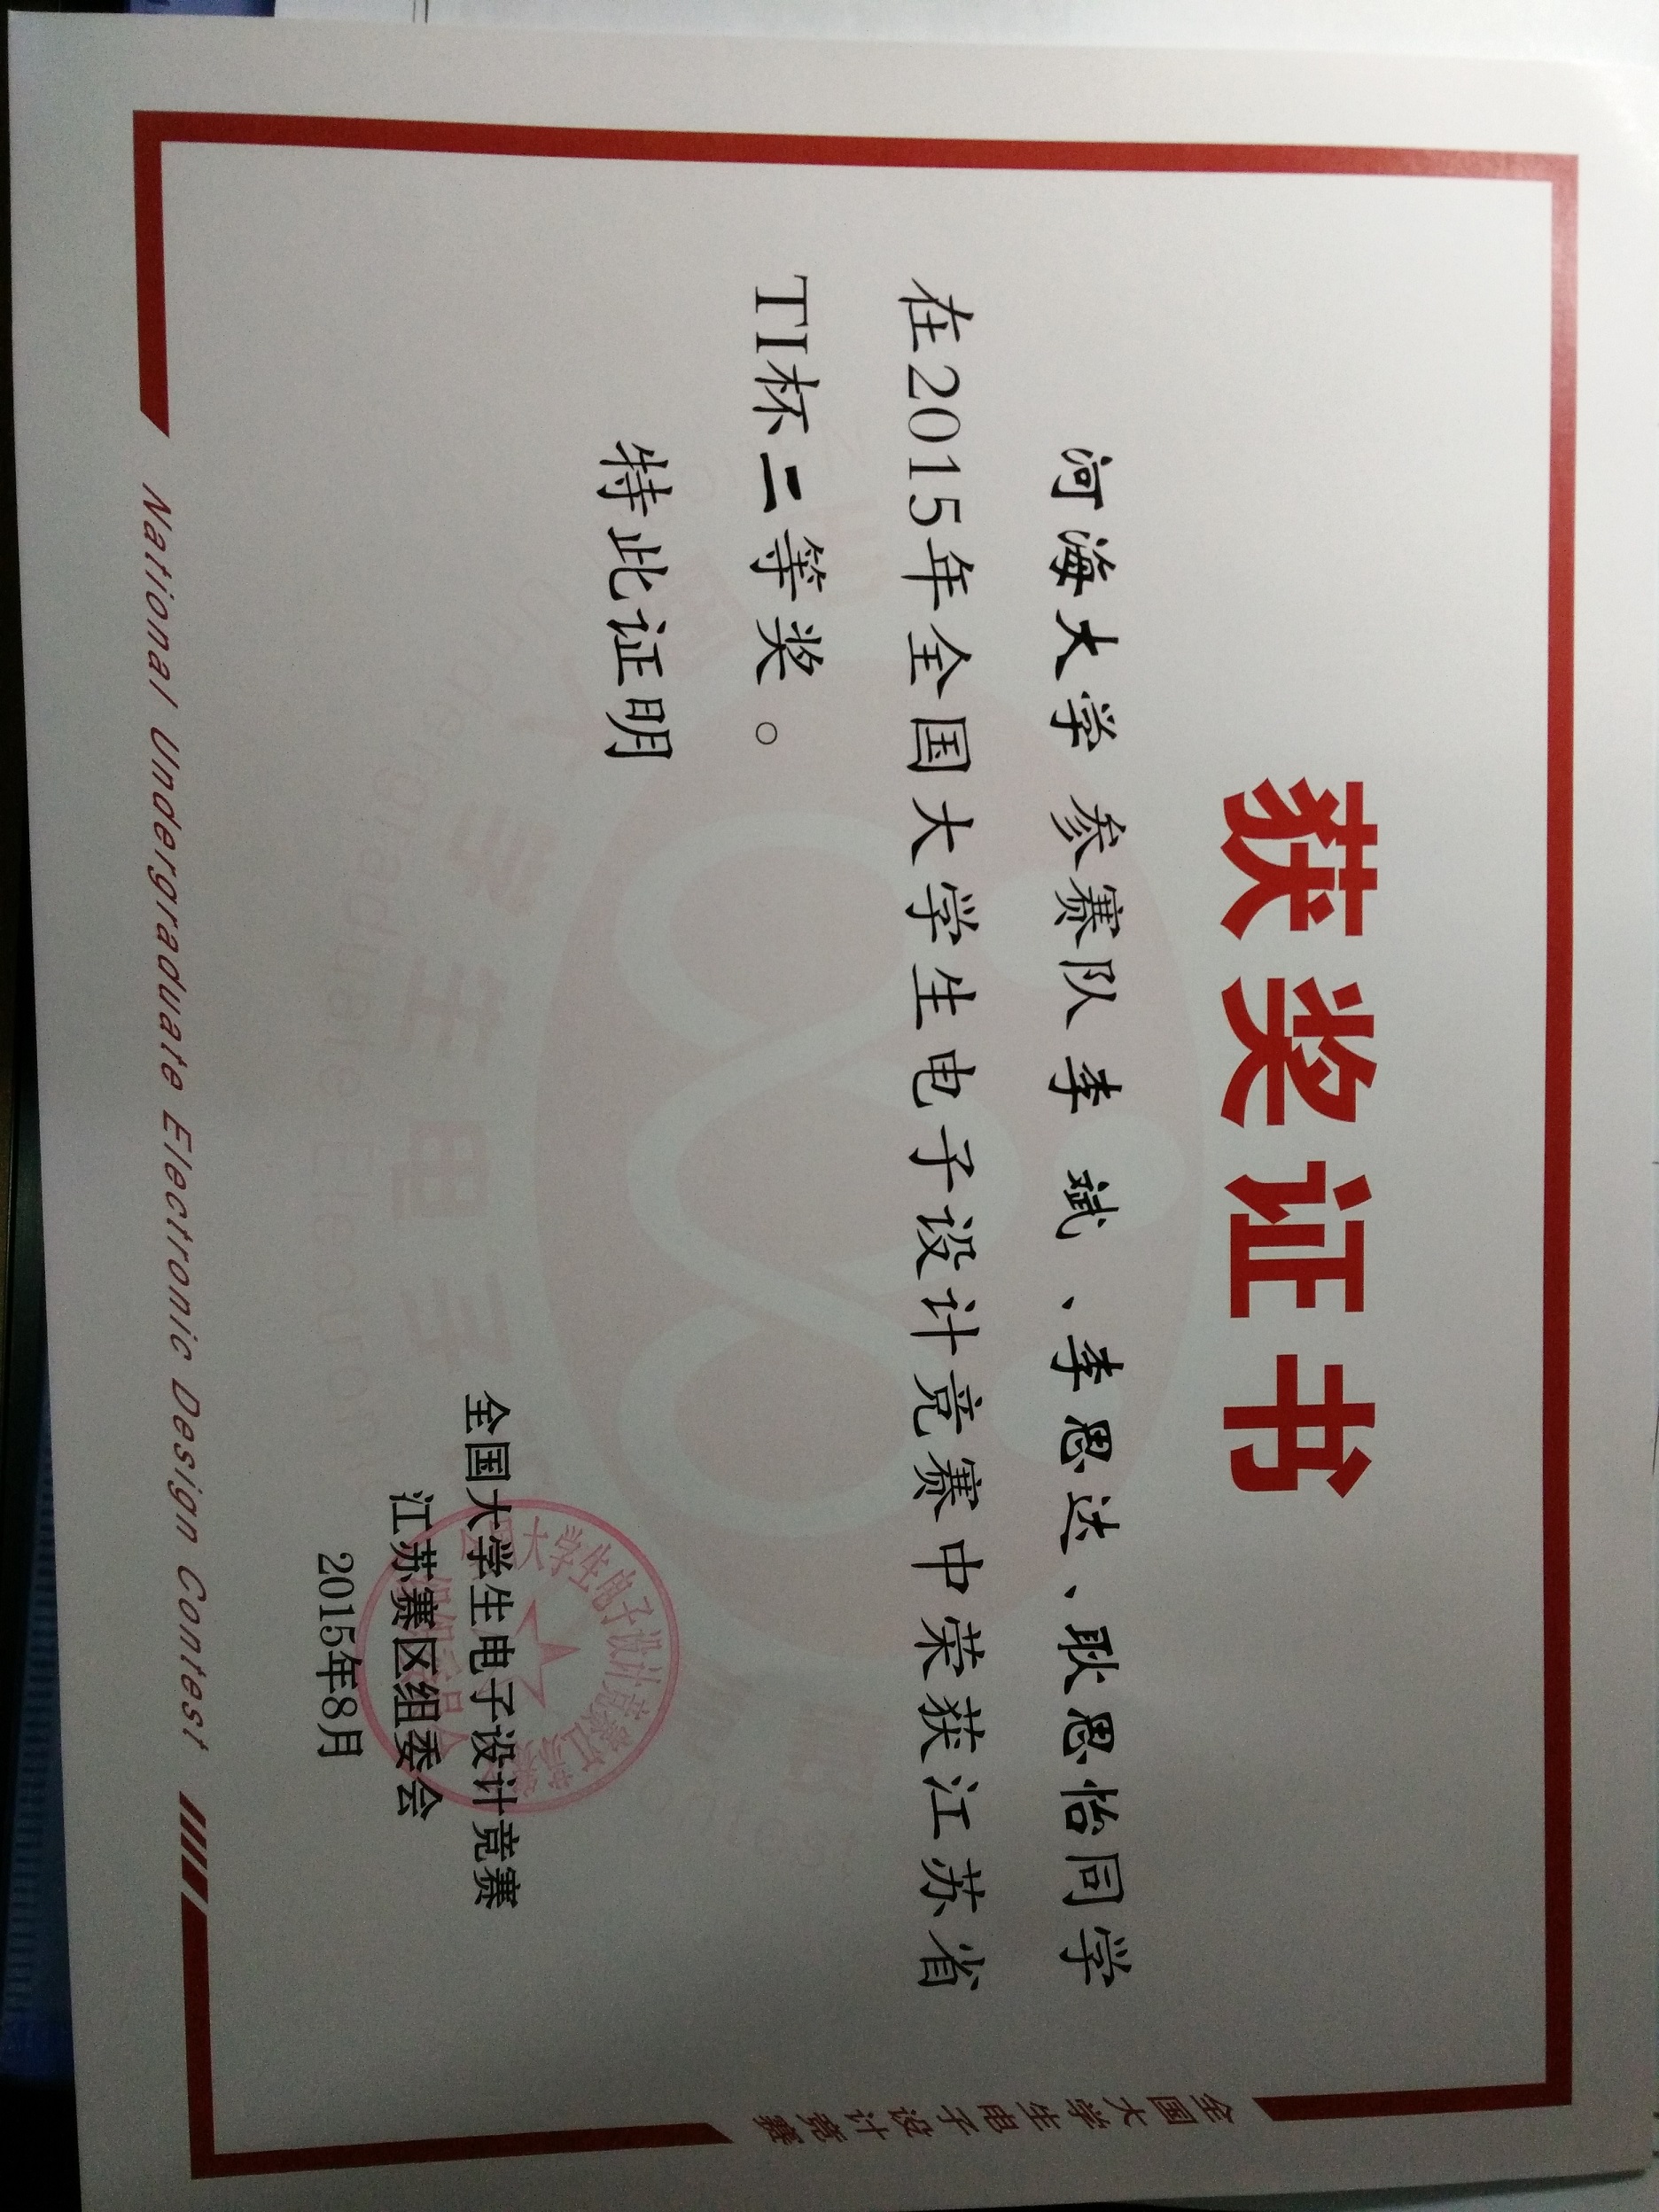 获奖证书
河海大学 参赛队 李 斌、李思达、耿思怡同学
在2015年全国大学生电子设计竞赛中荣获江苏省
TI杯二等奖。
特此证明
全国大学生电子设计竞赛
江苏赛区组委会
2015年8月
National Undergraduate Electronic Design Contest
全国大学生电子设计竞赛